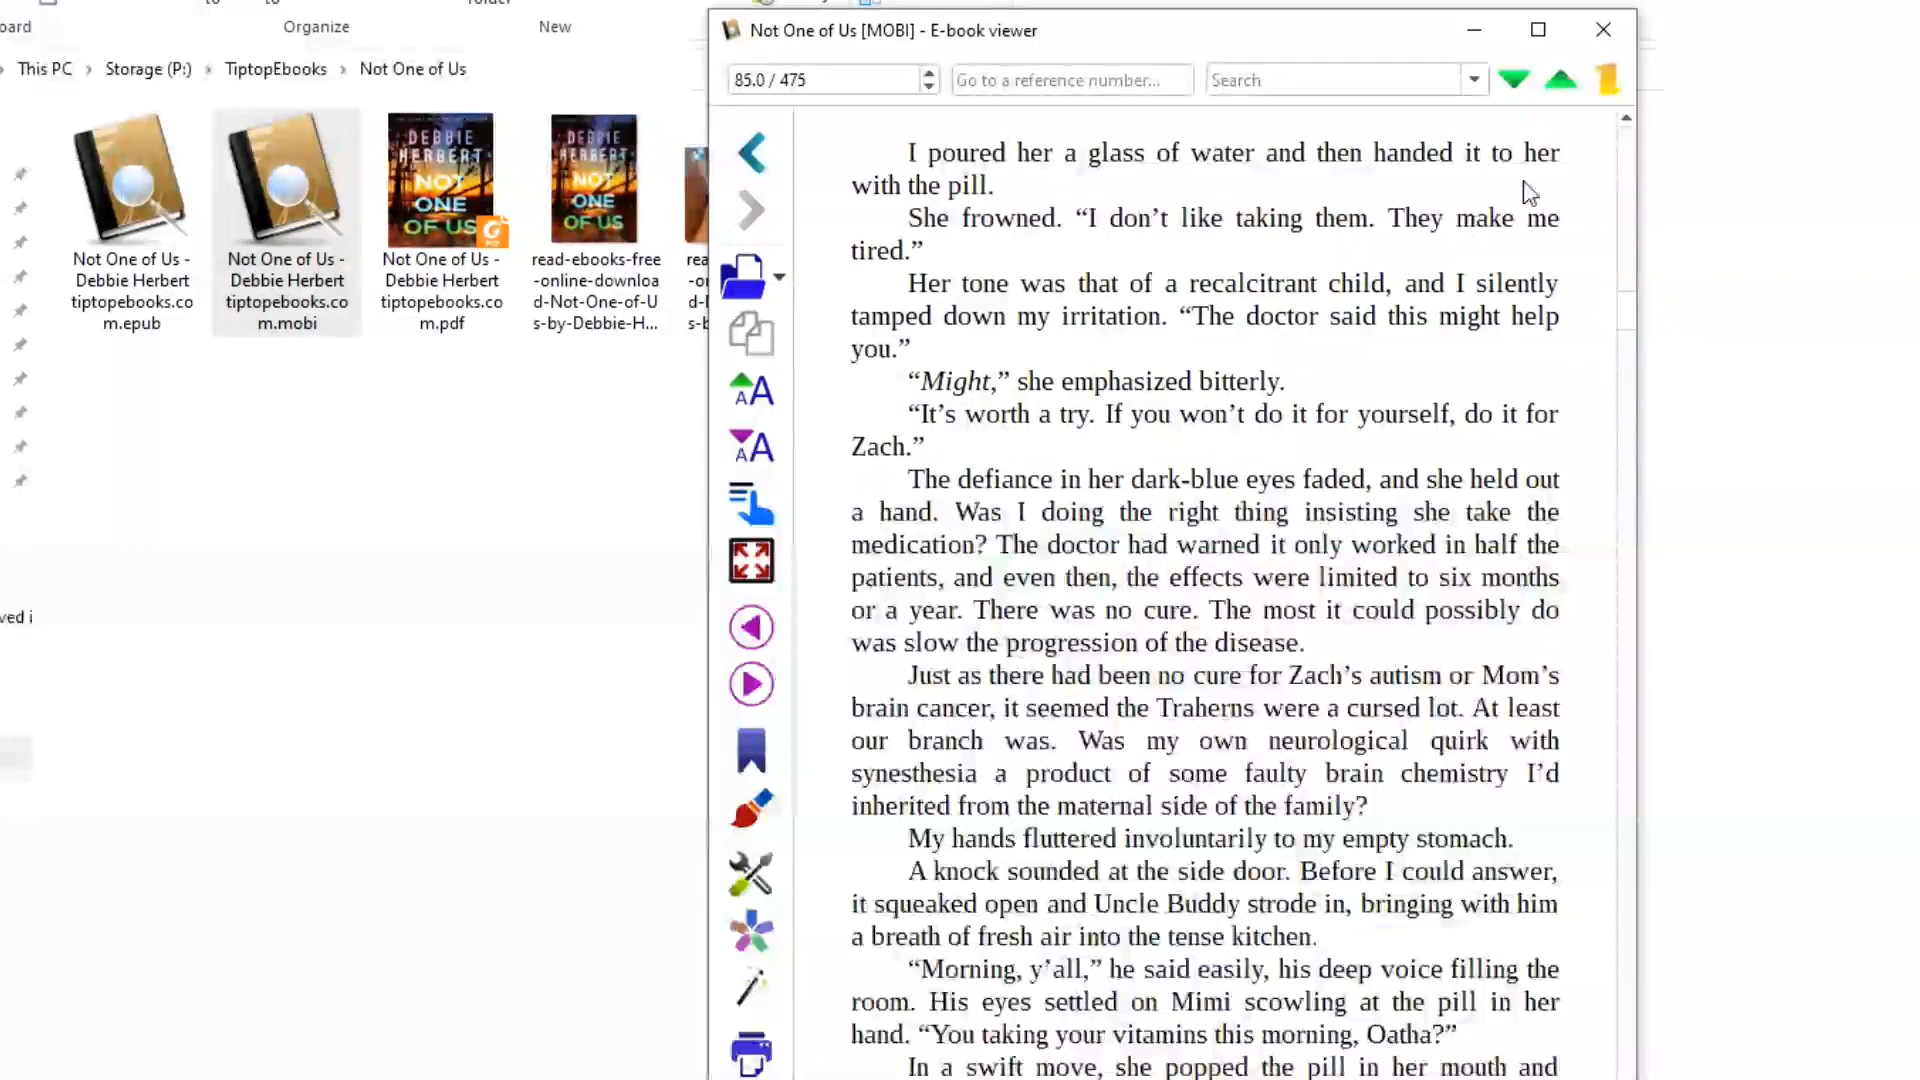 Organize
New
This PC > Storage (P:) > TiptopEbooks > Not One of Us
Not One of Us -
Debbie Herbert
tiptopebooks.co
m.epub
Not One of Us -
Debbie Herbert
tiptopebooks.co
m.mobi
DEBBIE
HERBERT
NOT
ONE
OF US
Not One of Us -
Debbie Herbert
tiptopebooks.co
m.pdf
DEBBIE
HERBERT
NOT
ONE
OF US
read-ebooks-free
-online-downloa
d-Not-One-of-U
s-by-Debbie-H...
ved i
Not One of Us [MOBI] - E-book viewer
85.0 / 475
Go to a reference number...
Search
I poured her a glass of water and then handed it to her
with the pill.
She frowned. “I don’t like taking them. They make me
tired.”
Her tone was that of a recalcitrant child, and I silently
tamped down my irritation. “The doctor said this might help
you.”
“Might,” she emphasized bitterly.
“It’s worth a try. If you won’t do it for yourself, do it for
Zach.”
The defiance in her dark-blue eyes faded, and she held out
a hand. Was I doing the right thing insisting she take the
medication? The doctor had warned it only worked in half the
patients, and even then, the effects were limited to six months
or a year. There was no cure. The most it could possibly do
was slow the progression of the disease.
Just as there had been no cure for Zach’s autism or Mom’s
brain cancer, it seemed the Traherns were a cursed lot. At least
our branch was. Was my own neurological quirk with
synesthesia a product of some faulty brain chemistry I’d
inherited from the maternal side of the family?
My hands fluttered involuntarily to my empty stomach.
A knock sounded at the side door. Before I could answer,
it squeaked open and Uncle Buddy strode in, bringing with him
a breath of fresh air into the tense kitchen.
“Morning, y’all,” he said easily, his deep voice filling the
room. His eyes settled on Mimi scowling at the pill in her
hand. “You taking your vitamins this morning, Oatha?”
In a swift move, she popped the pill in her mouth and